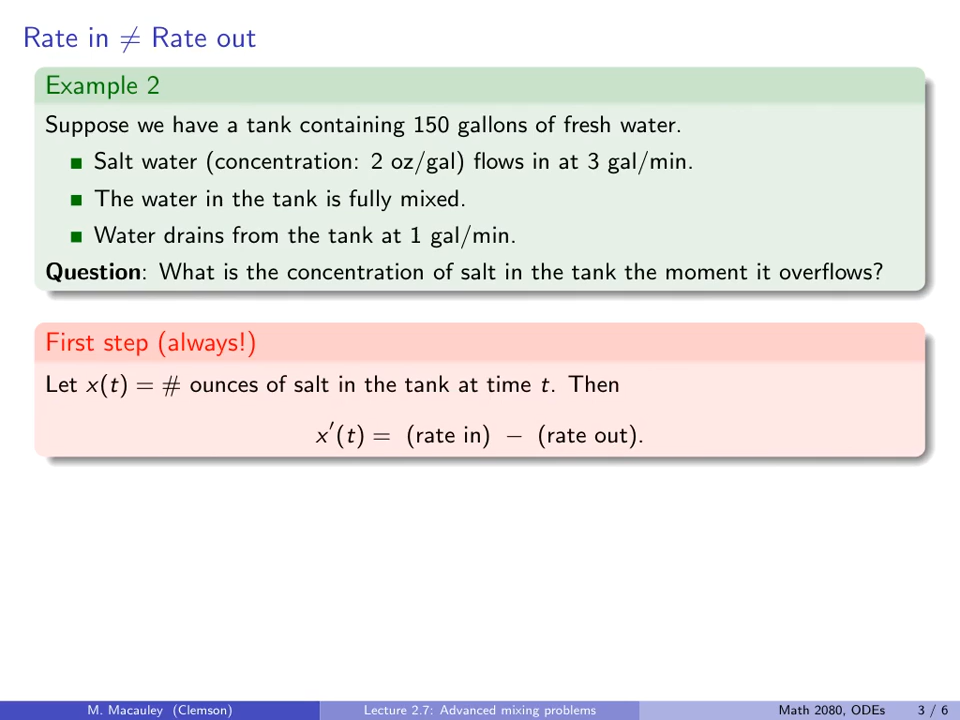 Rate in ≠ Rate out
Example 2
Suppose we have a tank containing 150 gallons of fresh water.
■ Salt water (concentration: 2 oz/gal) flows in at 3 gal/min.
■ The water in the tank is fully mixed.
■ Water drains from the tank at 1 gal/min.
Question: What is the concentration of salt in the tank the moment it overflows?
First step (always!)
Let x(t) = # ounces of salt in the tank at time t. Then
x′(t) = (rate in) − (rate out).
M. Macauley (Clemson) Lecture 2.7: Advanced mixing problems Math 2080, ODEs 3 / 6